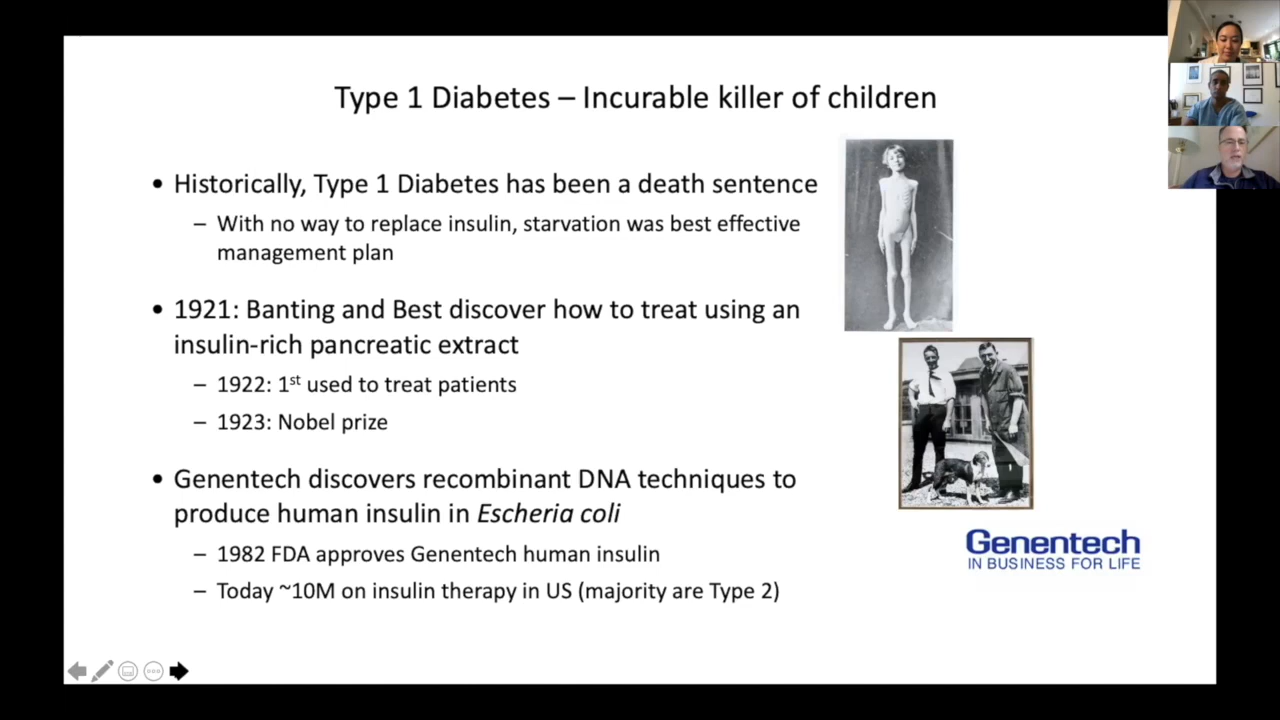 Type 1 Diabetes – Incurable killer of children
• Historically, Type 1 Diabetes has been a death sentence
– With no way to replace insulin, starvation was best effective
management plan
• 1921: Banting and Best discover how to treat using an
insulin-rich pancreatic extract
– 1922: 1st used to treat patients
– 1923: Nobel prize
• Genentech discovers recombinant DNA techniques to
produce human insulin in Escheria coli
– 1982 FDA approves Genentech human insulin
– Today ~10M on insulin therapy in US (majority are Type 2)
Genentech
IN BUSINESS FOR LIFE